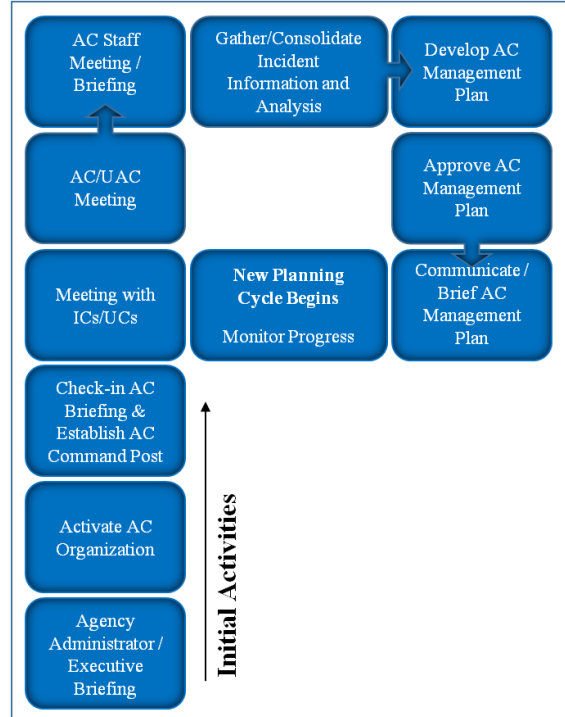 AC Staff
Meeting /
Briefing
Gather/Consolidate
Incident
Information and
Analysis
Develop AC
Management
Plan
AC/UAC
Meeting
Approve AC
Management
Plan
Meeting with
ICs/UCs
New Planning
Cycle Begins
Monitor Progress
Communicate /
Brief AC
Management
Plan
Check-in AC
Briefing &
Establish AC
Command Post
Activate AC
Organization
Agency
Administrator /
Executive
Briefing
Initial Activities